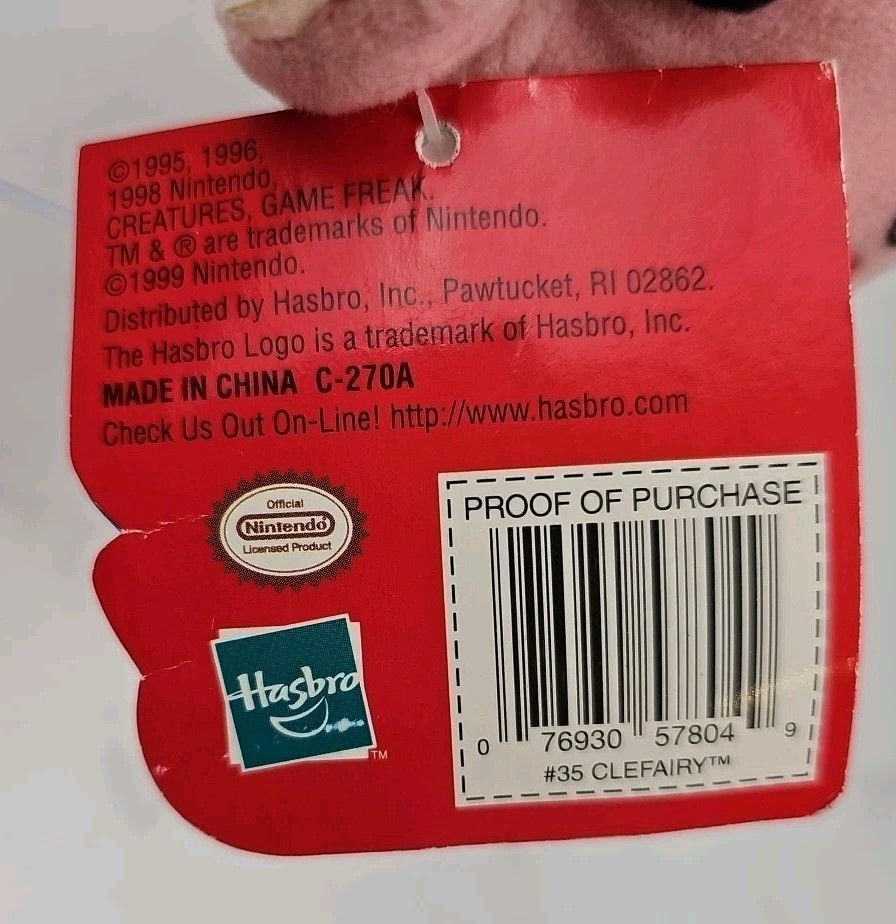 ©1995, 1996,
1998 Nintendo,
CREATURES, GAME FREAK.
TM & ® are trademarks of Nintendo.
©1999 Nintendo.
Distributed by Hasbro, Inc., Pawtucket, RI 02862.
The Hasbro Logo is a trademark of Hasbro, Inc.
MADE IN CHINA C-270A
Check Us Out On-Line! http://www.hasbro.com
Official
Nintendo®
Licensed Product
Hasbro
TM
PROOF OF PURCHASE
0 76930 57804 9
#35 CLEFAIRY™